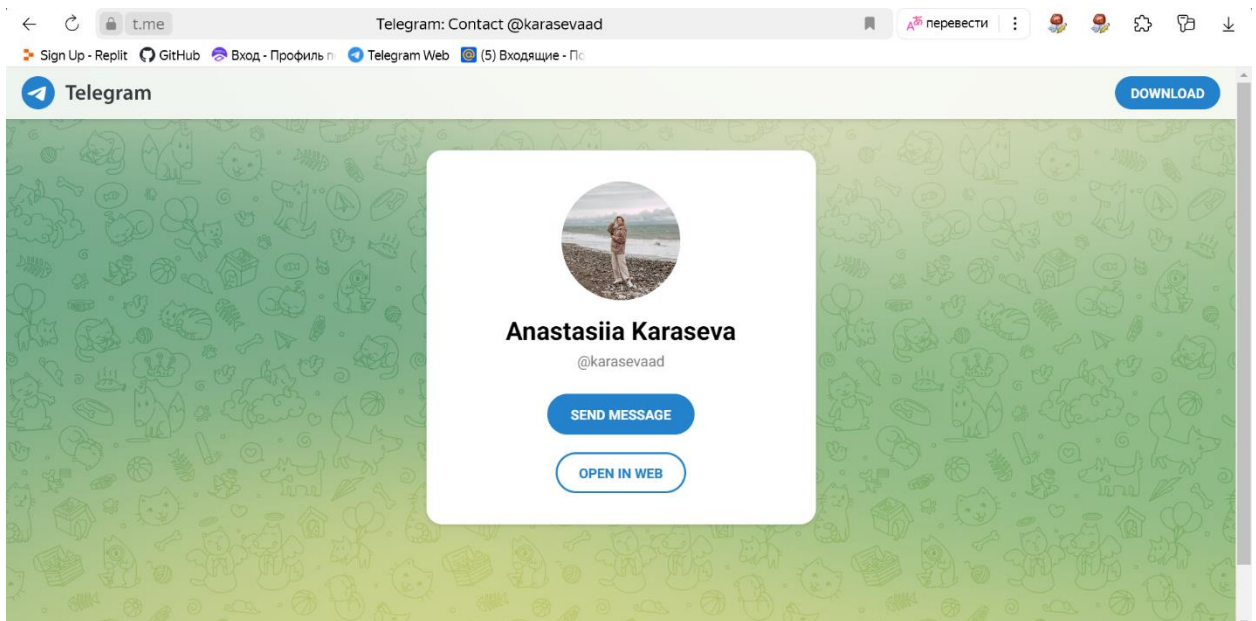 t.me
Telegram: Contact @karasevaad
перевести
Sign Up - Replit GitHub Вход - Профиль Telegram Web (5) Входящие - По
Telegram
DOWNLOAD
Anastasiia Karaseva
@karasevaad
SEND MESSAGE
OPEN IN WEB